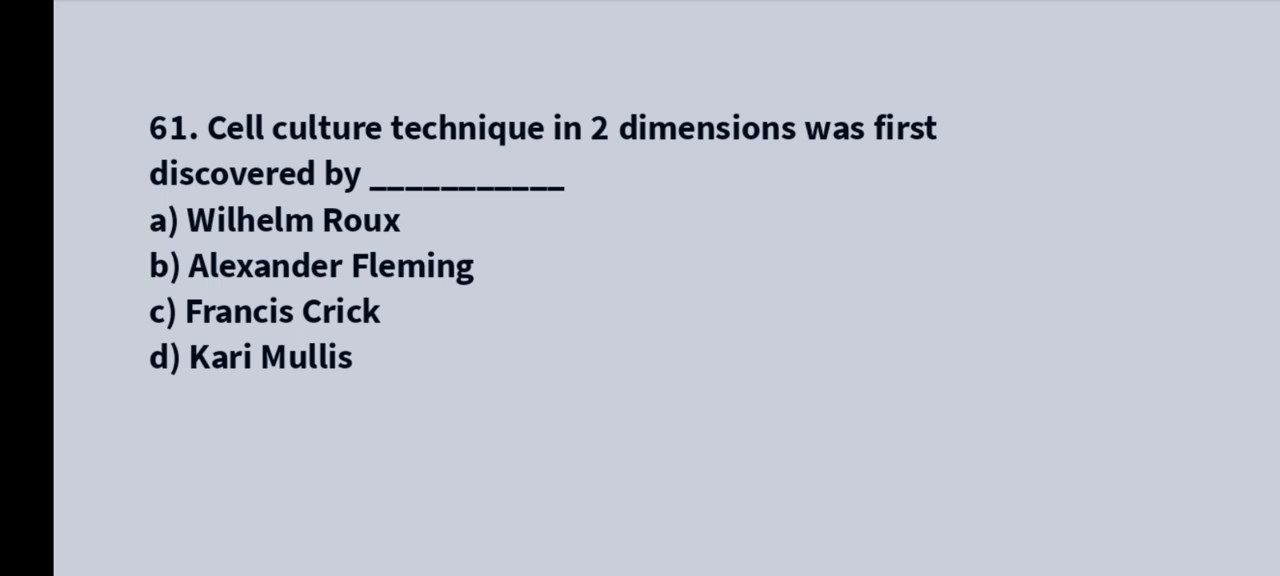 61. Cell culture technique in 2 dimensions was first
discovered by ___________
a) Wilhelm Roux
b) Alexander Fleming
c) Francis Crick
d) Kari Mullis